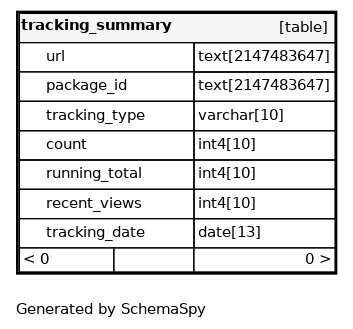 tracking_summary [table]
url text[2147483647]
package_id text[2147483647]
tracking_type varchar[10]
count int4[10]
running_total int4[10]
recent_views int4[10]
tracking_date date[13]
< 0 0 >
Generated by SchemaSpy